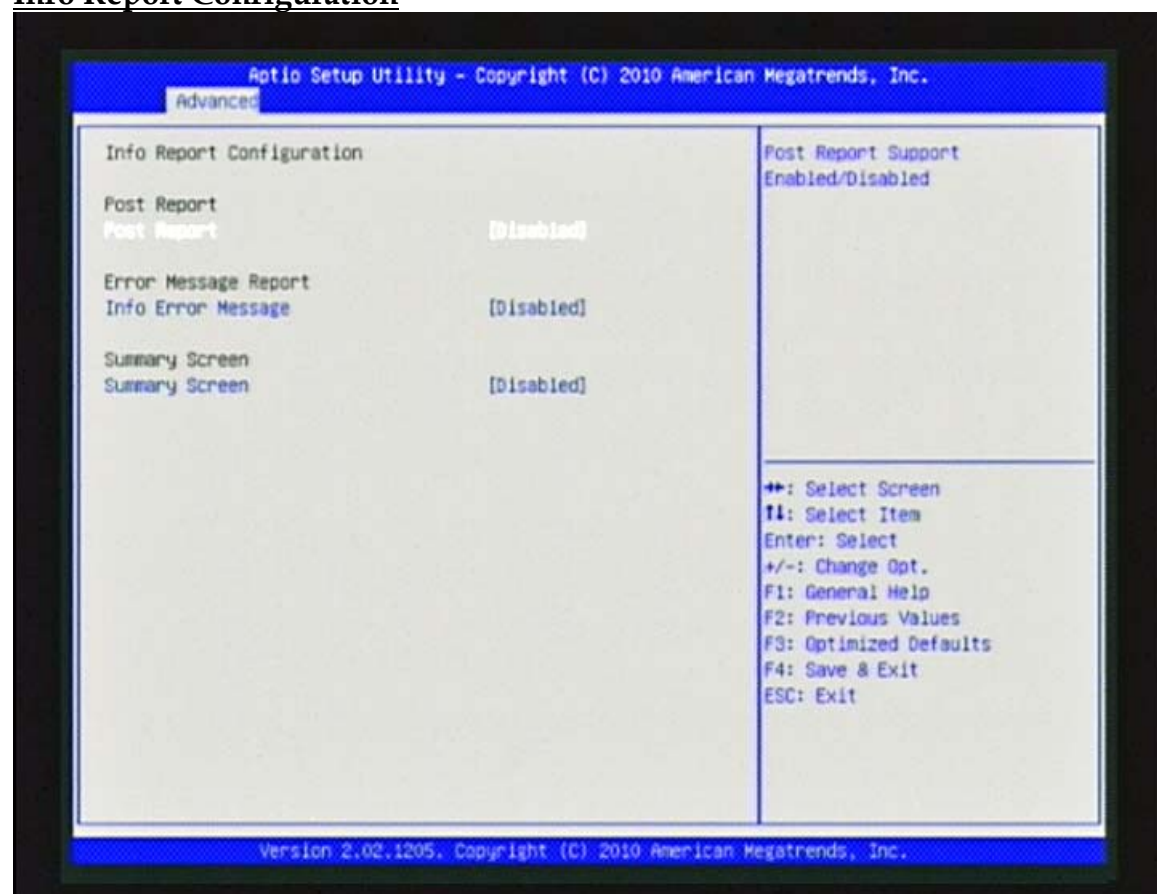 Info Report Configuration
Aptio Setup Utility - Copyright (C) 2010 American Megatrends, Inc.
Advanced
Info Report Configuration
Post Report
Post Report [Disabled]
Error Message Report
Info Error Message [Disabled]
Summary Screen
Summary Screen [Disabled]
Post Report Support
Enabled/Disabled
→←: Select Screen
↑↓: Select Item
Enter: Select
+/-: Change Opt.
F1: General Help
F2: Previous Values
F3: Optimized Defaults
F4: Save & Exit
ESC: Exit
Version 2.02.1205. Copyright (C) 2010 American Megatrends, Inc.